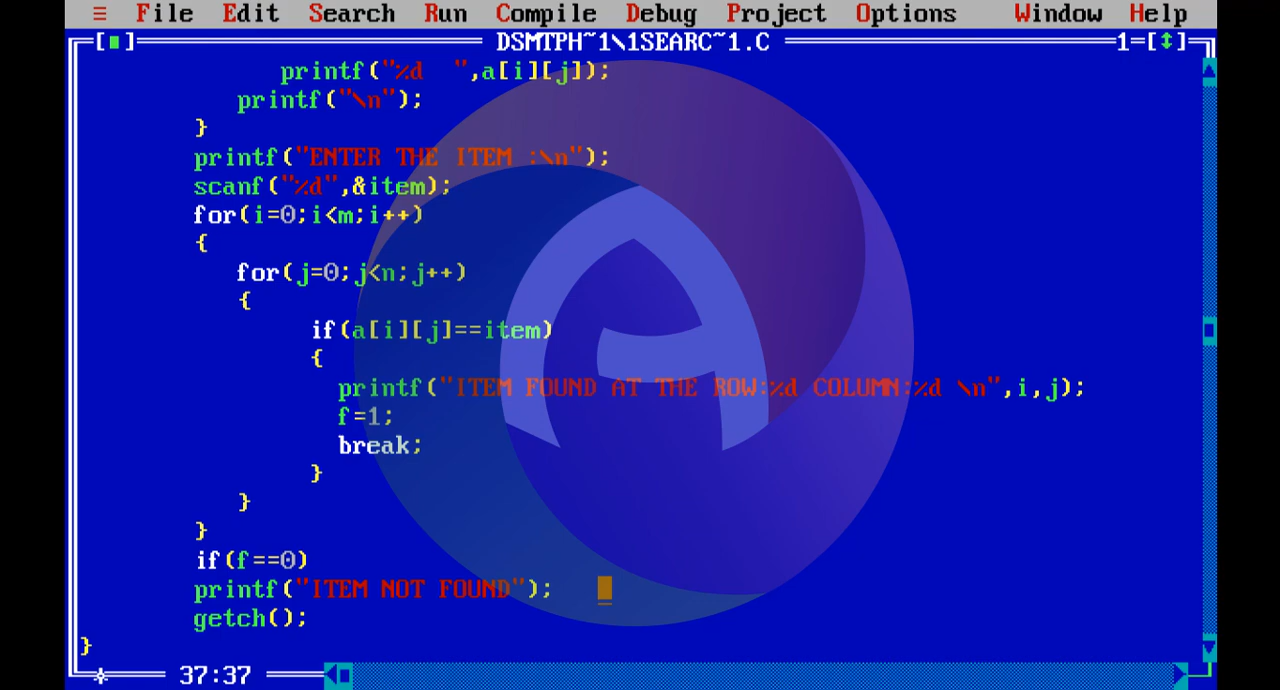 ≡ File Edit Search Run Compile Debug Project Options Window Help
[■] DSMTPH~1\1SEARC~1.C 1=[↕]
printf("%d  ",a[i][j]);
printf("\n");
}
printf("ENTER THE ITEM :\n");
scanf("%d",&item);
for(i=0;i<m;i++)
{
for(j=0;j<n;j++)
{
if(a[i][j]==item)
{
printf("ITEM FOUND AT THE ROW:%d COLUMN:%d \n",i,j);
f=1;
break;
}
}
}
if(f==0)
printf("ITEM NOT FOUND");
getch();
}
37:37